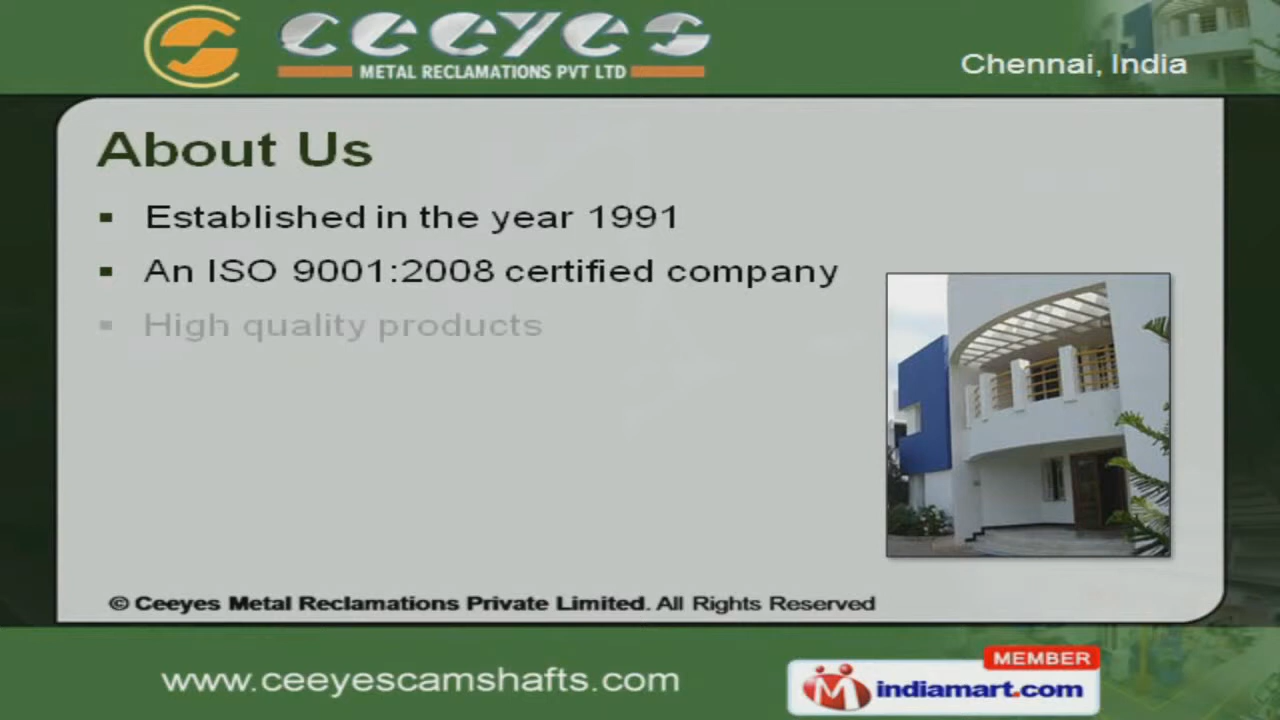 ceeyes
METAL RECLAMATIONS PVT LTD
Chennai, India
About Us
Established in the year 1991
An ISO 9001:2008 certified company
High quality products
© Ceeyes Metal Reclamations Private Limited. All Rights Reserved
www.ceeyescamshafts.com
MEMBER
indiamart.com